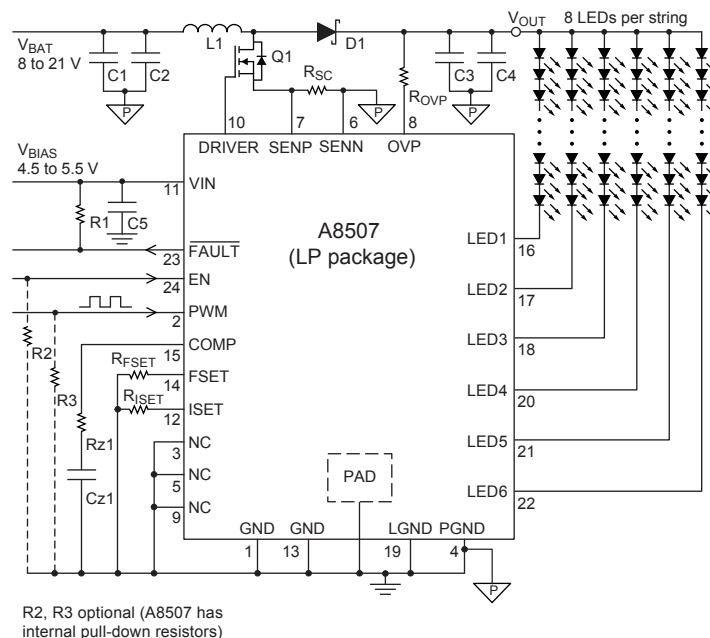 VOUT
8 LEDs per string
VBAT
8 to 21 V
L1
Q1
D1
C1
C2
RSC
C3
C4
P
P
ROVP
10
7
6
8
DRIVER
SENP
SENN
OVP
VBIAS
4.5 to 5.5 V
11
VIN
R1
C5
A8507
(LP package)
LED1
16
FAULT
23
EN
24
LED2
17
PWM
2
R2
COMP
15
LED3
18
RFSET
FSET
14
R3
RISET
ISET
12
LED4
20
Rz1
NC
3
LED5
21
Cz1
NC
5
PAD
LED6
22
NC
9
GND
GND
LGND
PGND
1
13
19
4
P
R2, R3 optional (A8507 has
internal pull-down resistors)